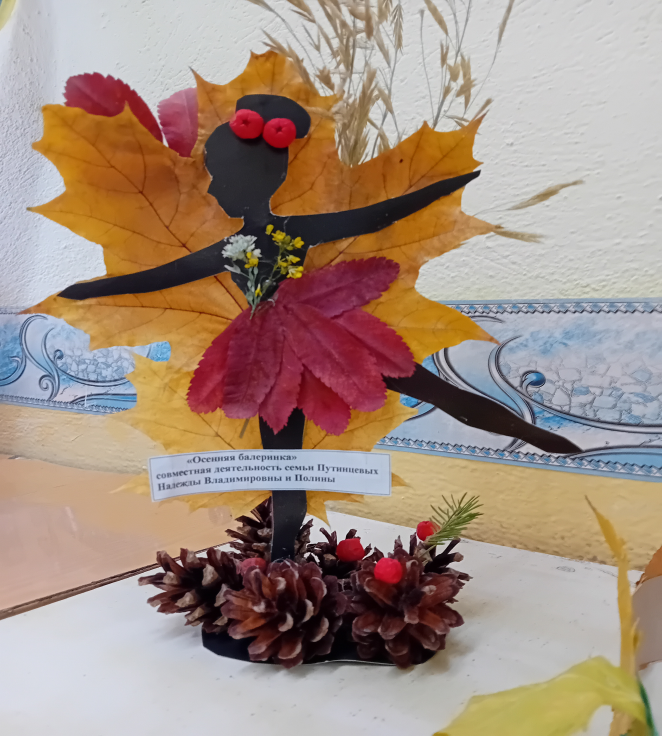 «Осенняя балеринка»
совместная деятельность семьи Путинцевых
Надежды Владимировны и Полины